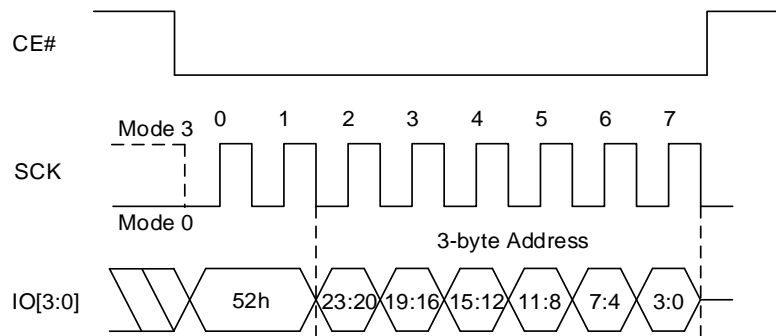 CE#
Mode 3
0 1 2 3 4 5 6 7
SCK
Mode 0
3-byte Address
IO[3:0]
52h 23:20 19:16 15:12 11:8 7:4 3:0